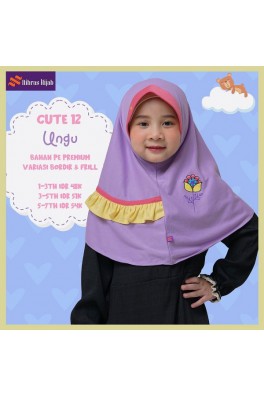 Nibras Hijab
CUTE 12
Ungu
BAHAN PE PREMIUM
VARIASI BORDIR & FRILL
1-3TH IDR 48K
3-5TH IDR 51K
5-7TH IDR 54K